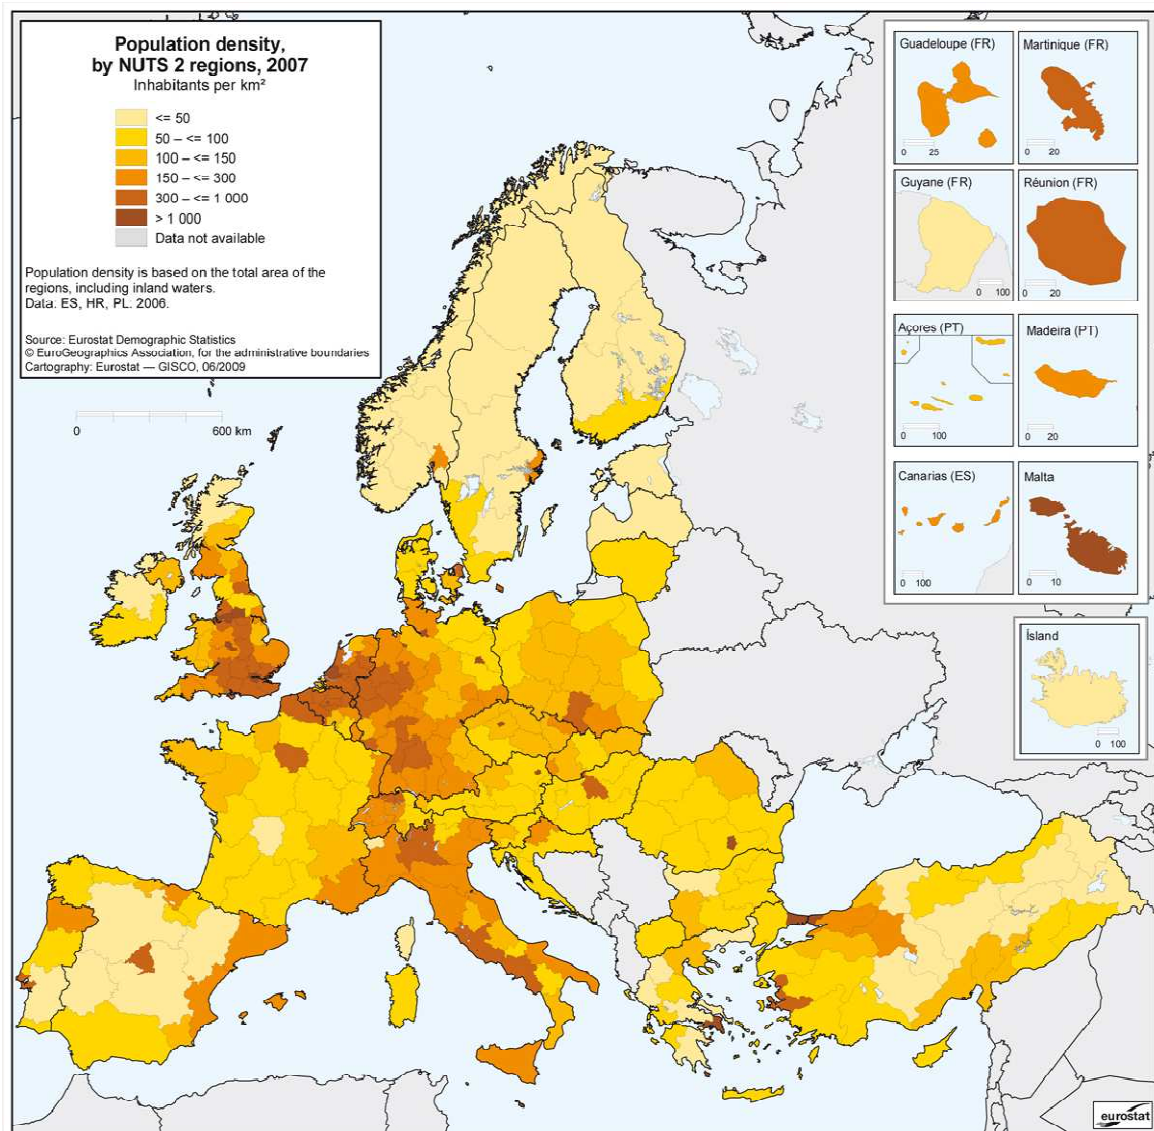 Population density,
by NUTS 2 regions, 2007
Inhabitants per km²
<= 50
50 – <= 100
100 – <= 150
150 – <= 300
300 – <= 1 000
> 1 000
Data not available
Population density is based on the total area of the
regions, including inland waters.
Data: ES, HR, PL: 2006.
Source: Eurostat Demographic Statistics
© EuroGeographics Association, for the administrative boundaries
Cartography: Eurostat — GISCO, 06/2009
0 600 km
Guadeloupe (FR)
0 25
Martinique (FR)
0 20
Guyane (FR)
0 100
Réunion (FR)
0 20
Açores (PT)
0 100
Madeira (PT)
0 20
Canarias (ES)
0 100
Malta
0 10
Ísland
0 100
eurostat